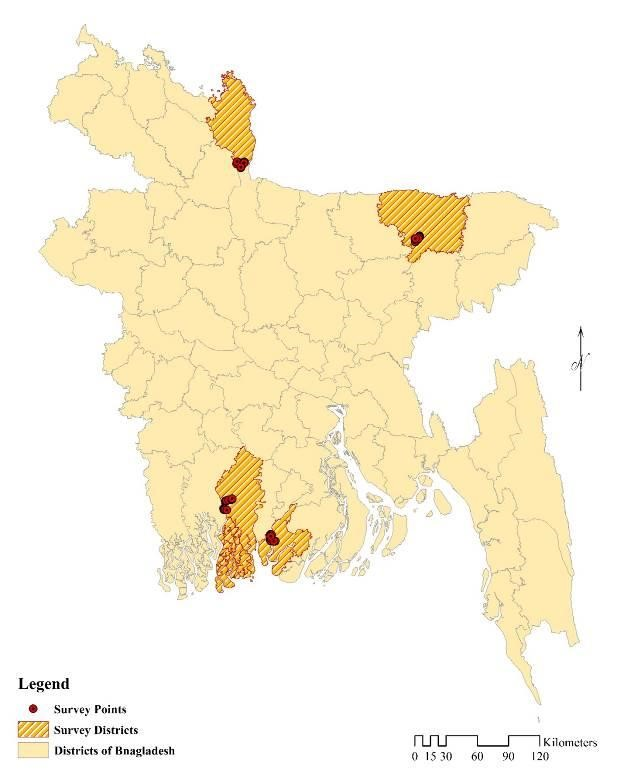 N
Legend
Survey Points
Survey Districts
Districts of Bnagladesh
Kilometers
0 15 30 60 90 120